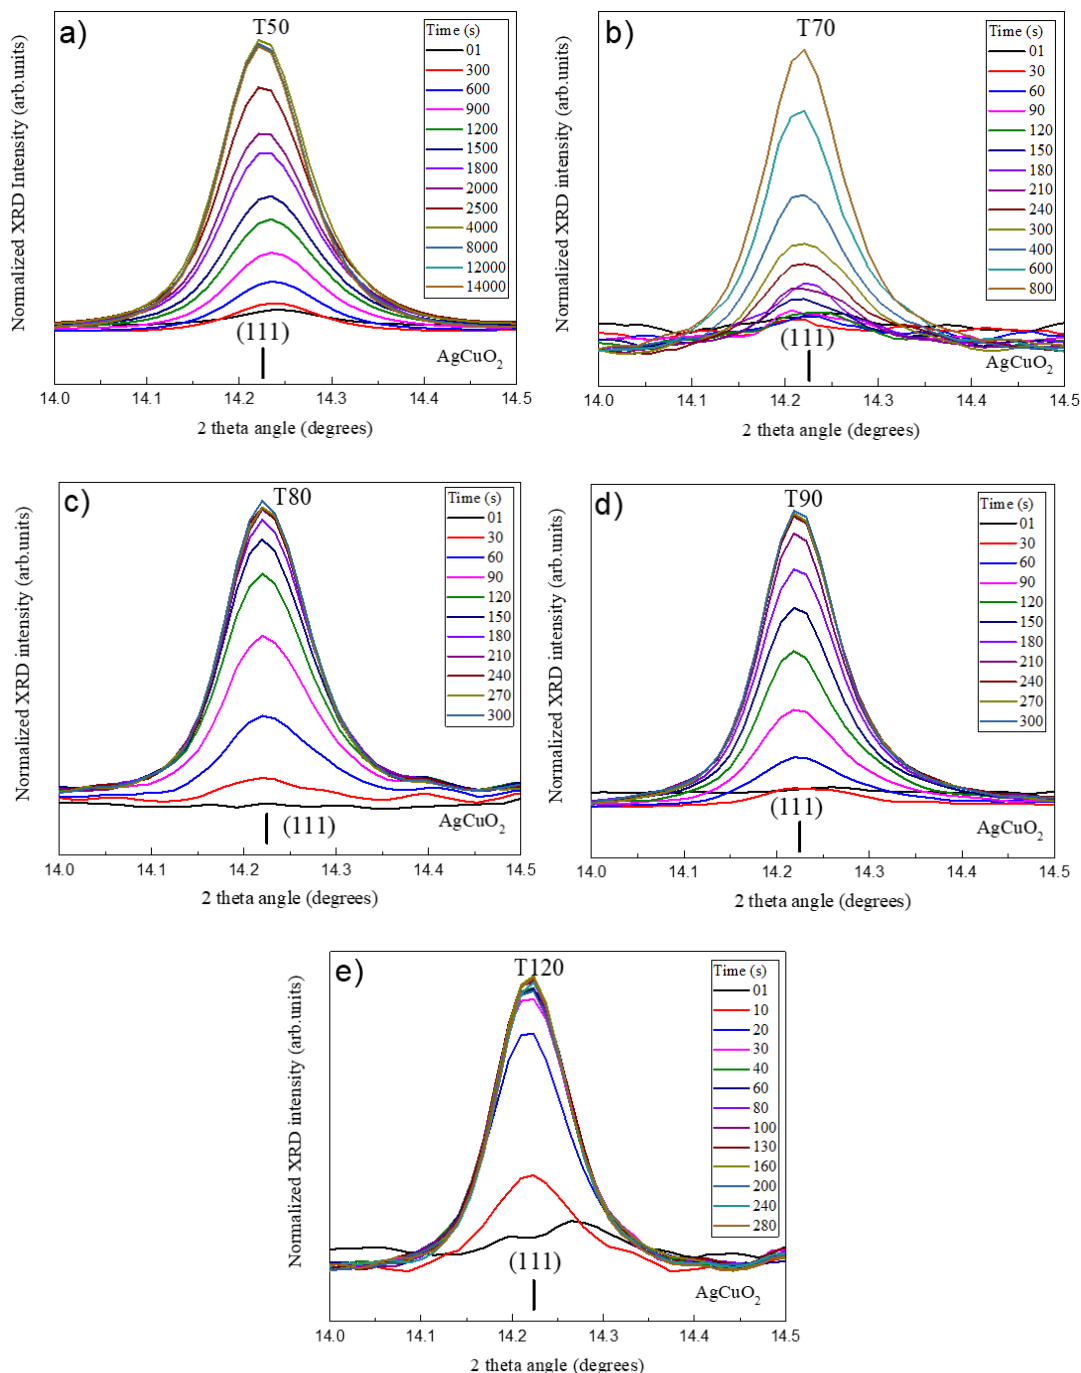 a)
T50
Time (s)
01
300
600
900
1200
1500
1800
2000
2500
4000
8000
12000
14000
Normalized XRD Intensity (arb.units)
(111)
AgCuO2
14.0 14.1 14.2 14.3 14.4 14.5
2 theta angle (degrees)
b)
T70
Time (s)
01
30
60
90
120
150
180
210
240
300
400
600
800
Normalized XRD intensity (arb.units)
(111)
AgCuO2
14.0 14.1 14.2 14.3 14.4 14.5
2 theta angle (degrees)
c)
T80
Time (s)
01
30
60
90
120
150
180
210
240
270
300
Normalized XRD intensity (arb.units)
(111)
AgCuO2
14.0 14.1 14.2 14.3 14.4 14.5
2 theta angle (degrees)
d)
T90
Time (s)
01
30
60
90
120
150
180
210
240
270
300
Normalized XRD intensity (arb.units)
(111)
AgCuO2
14.0 14.1 14.2 14.3 14.4 14.5
2 theta angle (degrees)
e)
T120
Time (s)
01
10
20
30
40
60
80
100
130
160
200
240
280
Normalized XRD intensity (arb.units)
(111)
AgCuO2
14.0 14.1 14.2 14.3 14.4 14.5
2 theta angle (degrees)